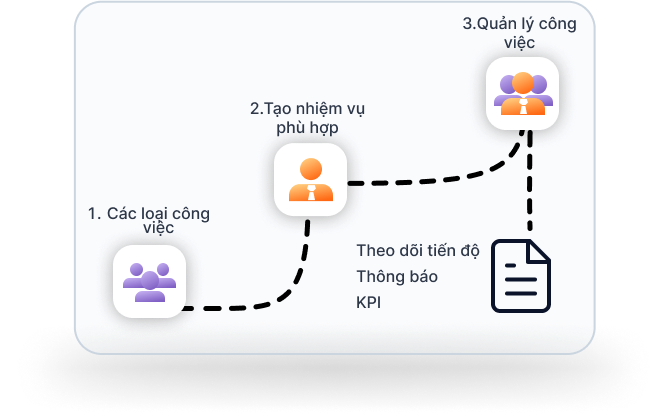 3.Quản lý công
việc
2.Tạo nhiệm vụ
phù hợp
1. Các loại công
việc
Theo dõi tiến độ
Thông báo
KPI